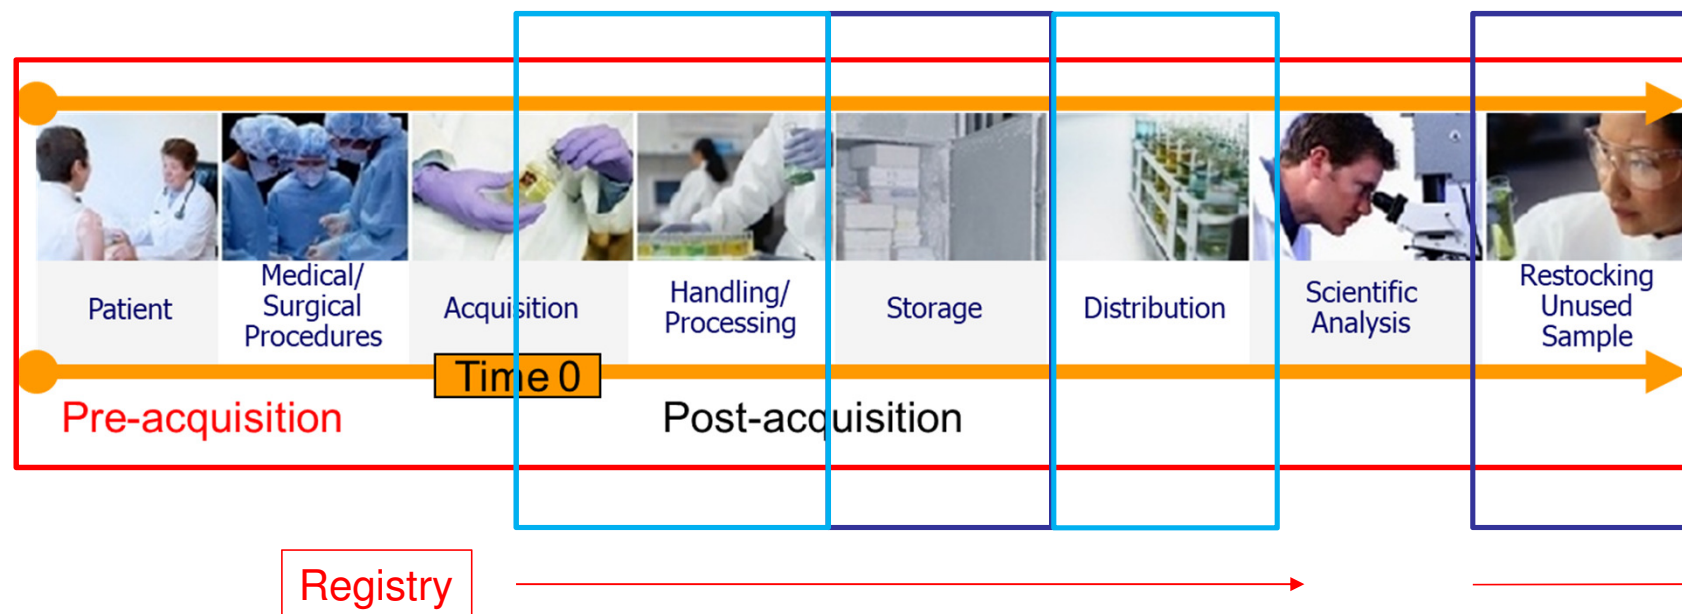 Patient
Medical/
Surgical
Procedures
Acquisition
Handling/
Processing
Storage
Distribution
Scientific
Analysis
Restocking
Unused
Sample
Time 0
Pre-acquisition
Post-acquisition
Registry